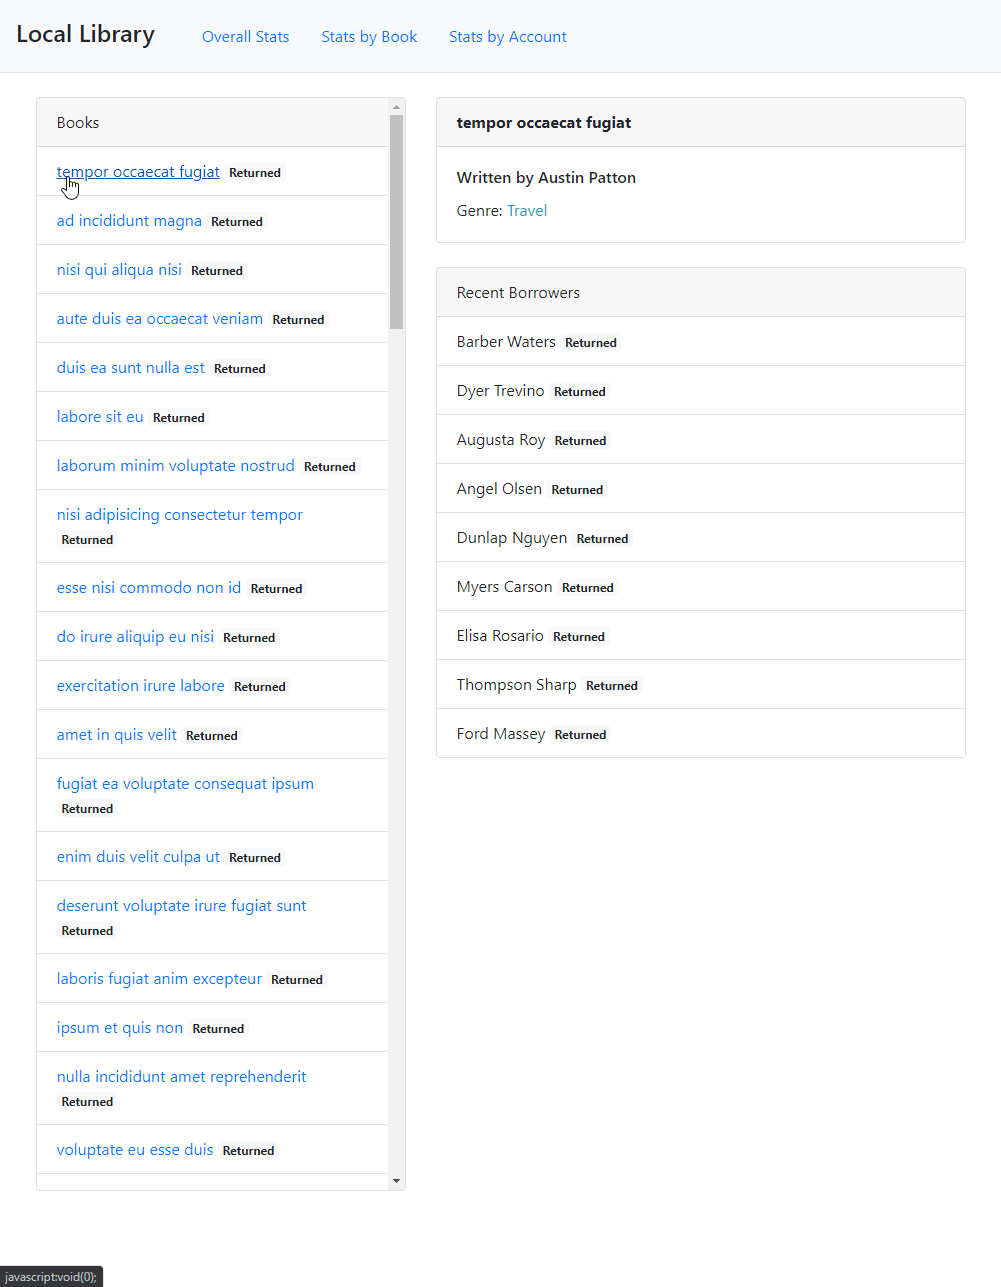 Local Library Overall Stats Stats by Book Stats by Account
Books
tempor occaecat fugiat Returned
ad incididunt magna Returned
nisi qui aliqua nisi Returned
aute duis ea occaecat veniam Returned
duis ea sunt nulla est Returned
labore sit eu Returned
laborum minim voluptate nostrud Returned
nisi adipisicing consectetur tempor
Returned
esse nisi commodo non id Returned
do irure aliquip eu nisi Returned
exercitation irure labore Returned
amet in quis velit Returned
fugiat ea voluptate consequat ipsum
Returned
enim duis velit culpa ut Returned
deserunt voluptate irure fugiat sunt
Returned
laboris fugiat anim excepteur Returned
ipsum et quis non Returned
nulla incididunt amet reprehenderit
Returned
voluptate eu esse duis Returned
tempor occaecat fugiat
Written by Austin Patton
Genre: Travel
Recent Borrowers
Barber Waters Returned
Dyer Trevino Returned
Augusta Roy Returned
Angel Olsen Returned
Dunlap Nguyen Returned
Myers Carson Returned
Elisa Rosario Returned
Thompson Sharp Returned
Ford Massey Returned
javascript:void(0);